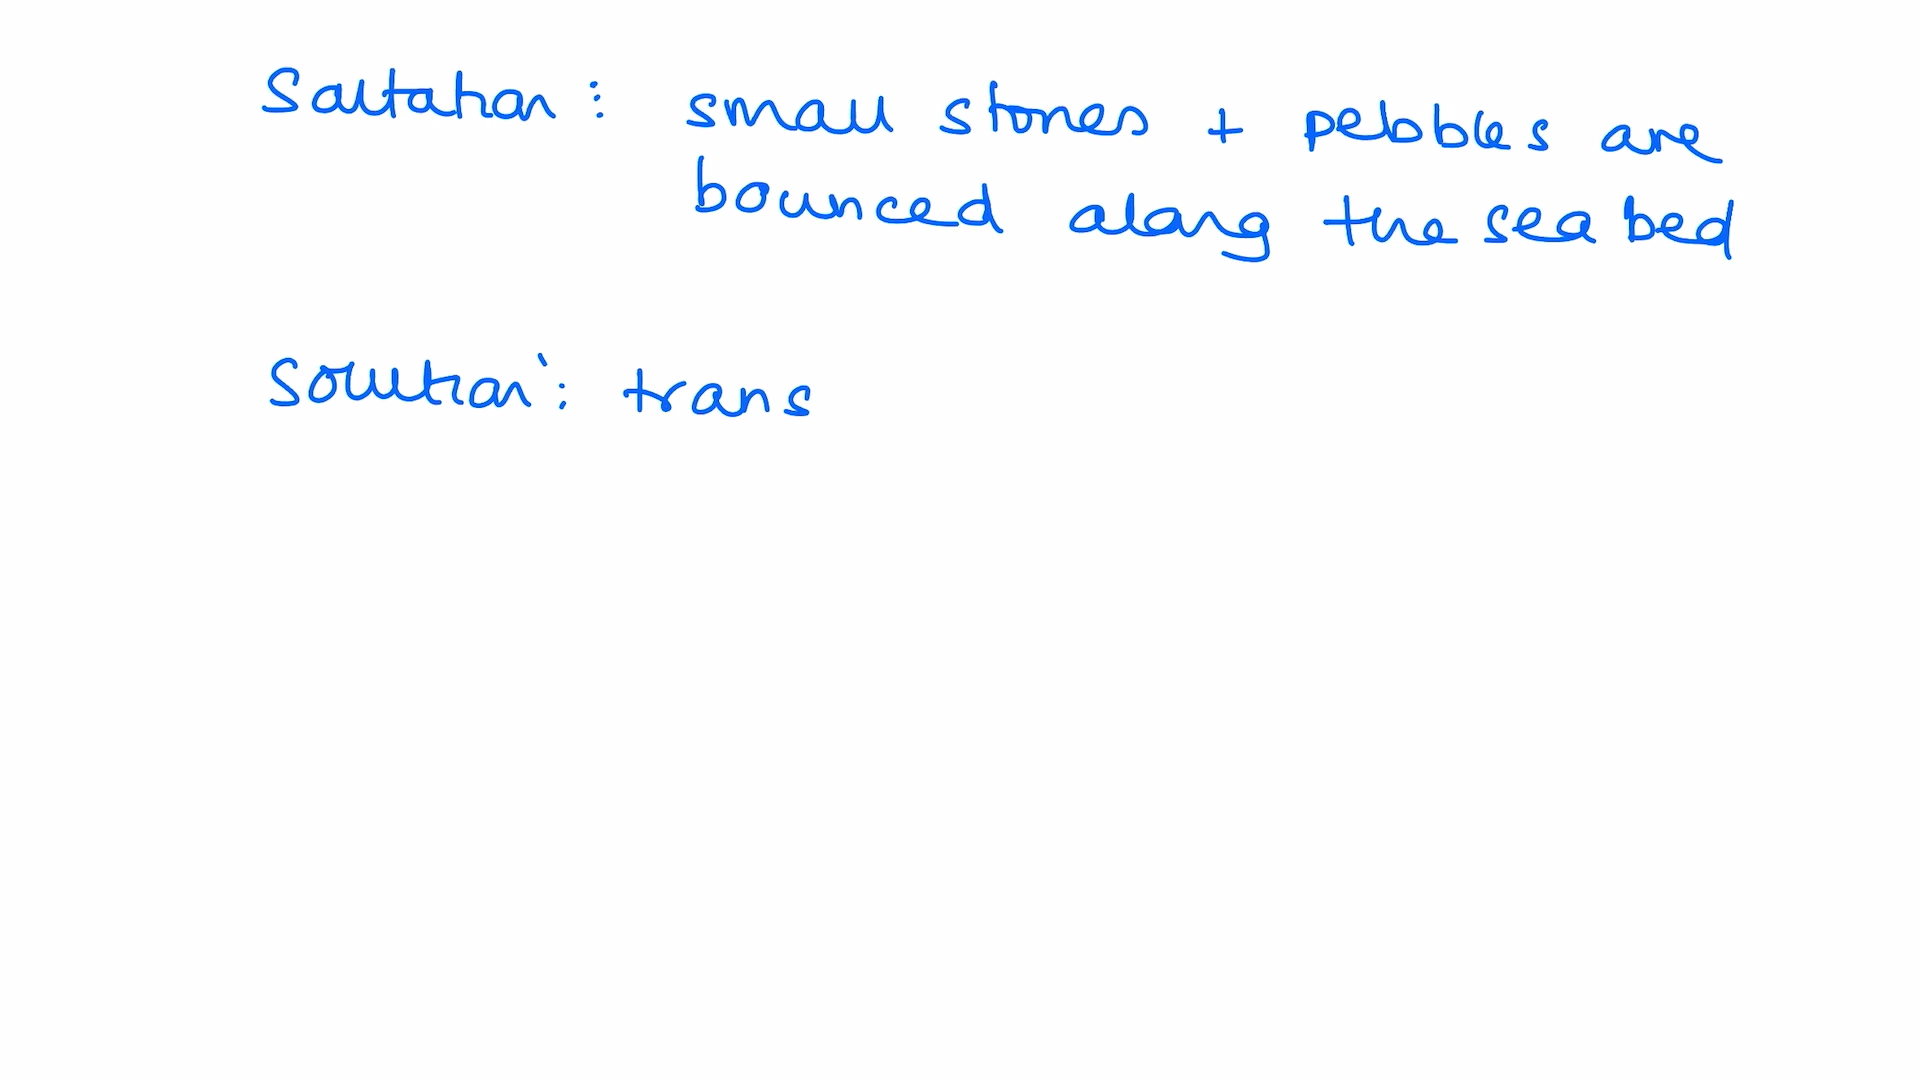 Saltation : small stones + pebbles are
bounced along the sea bed
Solution : trans